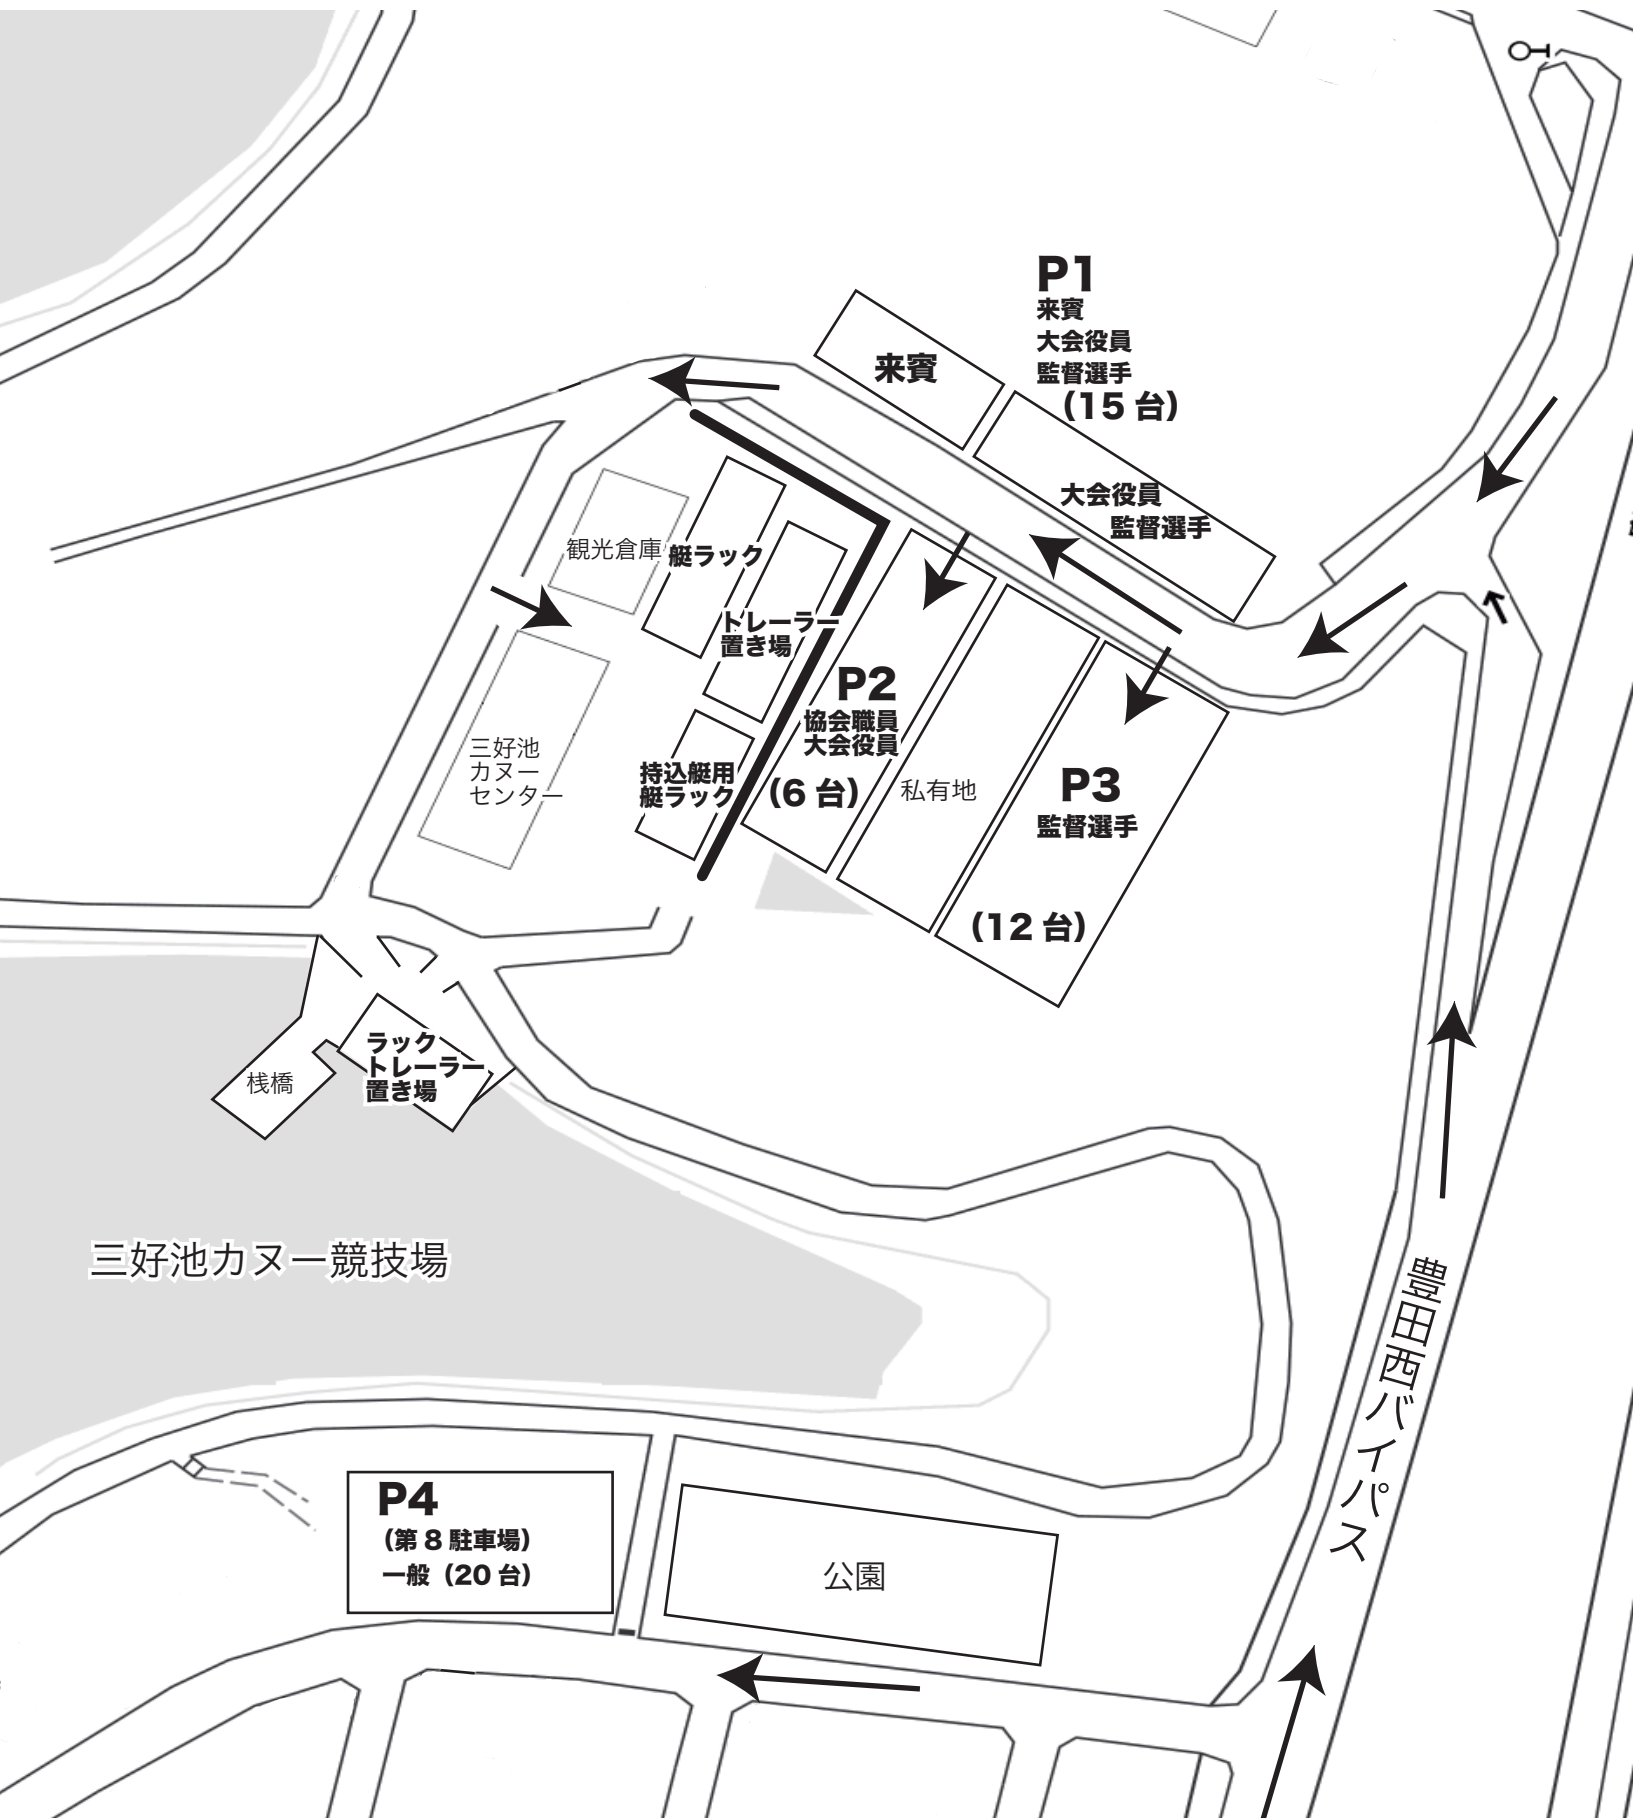 P1
来賓
大会役員
監督選手
（15 台）
来賓
大会役員
監督選手
観光倉庫
艇ラック
トレーラー
置き場
P2
協会職員
大会役員
（6 台）
私有地
P3
監督選手
（12 台）
三好池
カヌー
センター
持込艇用
艇ラック
ラック
トレーラー
置き場
桟橋
三好池カヌー競技場
豊田西バイパス
P4
（第 8 駐車場）
一般（20 台）
公園